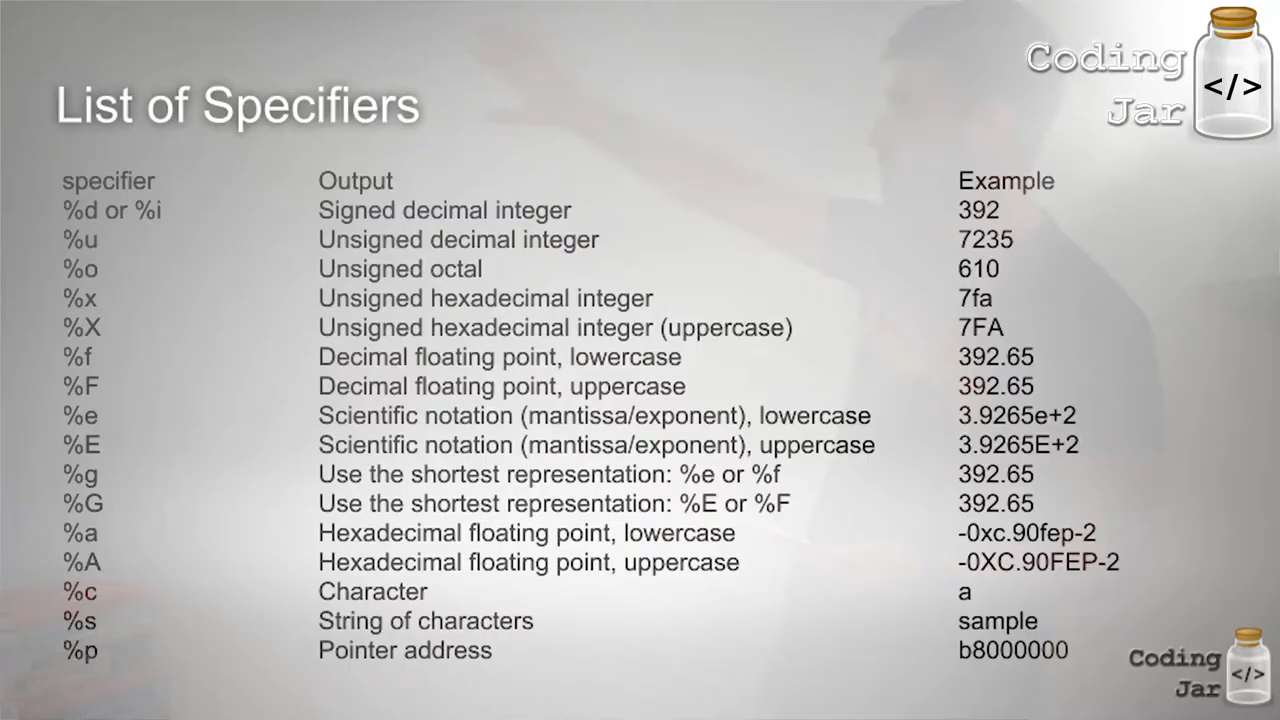 Coding
Jar
</>
List of Specifiers
specifier Output Example
%d or %i Signed decimal integer 392
%u Unsigned decimal integer 7235
%o Unsigned octal 610
%x Unsigned hexadecimal integer 7fa
%X Unsigned hexadecimal integer (uppercase) 7FA
%f Decimal floating point, lowercase 392.65
%F Decimal floating point, uppercase 392.65
%e Scientific notation (mantissa/exponent), lowercase 3.9265e+2
%E Scientific notation (mantissa/exponent), uppercase 3.9265E+2
%g Use the shortest representation: %e or %f 392.65
%G Use the shortest representation: %E or %F 392.65
%a Hexadecimal floating point, lowercase -0xc.90fep-2
%A Hexadecimal floating point, uppercase -0XC.90FEP-2
%c Character a
%s String of characters sample
%p Pointer address b8000000
Coding
Jar
</>